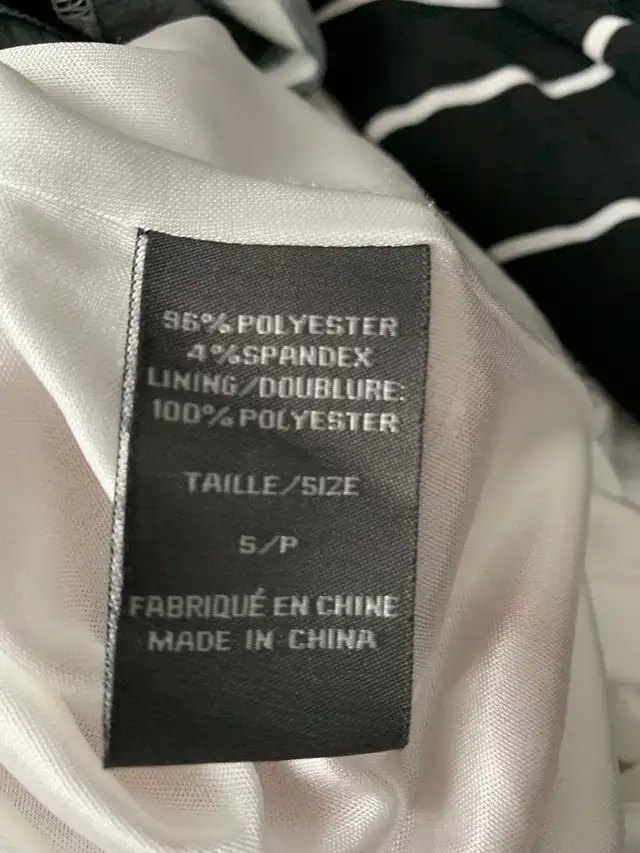 96% POLYESTER
4% SPANDEX
LINING/DOUBLURE:
100% POLYESTER
TAILLE/SIZE
S/P
FABRIQUÉ EN CHINE
MADE IN CHINA